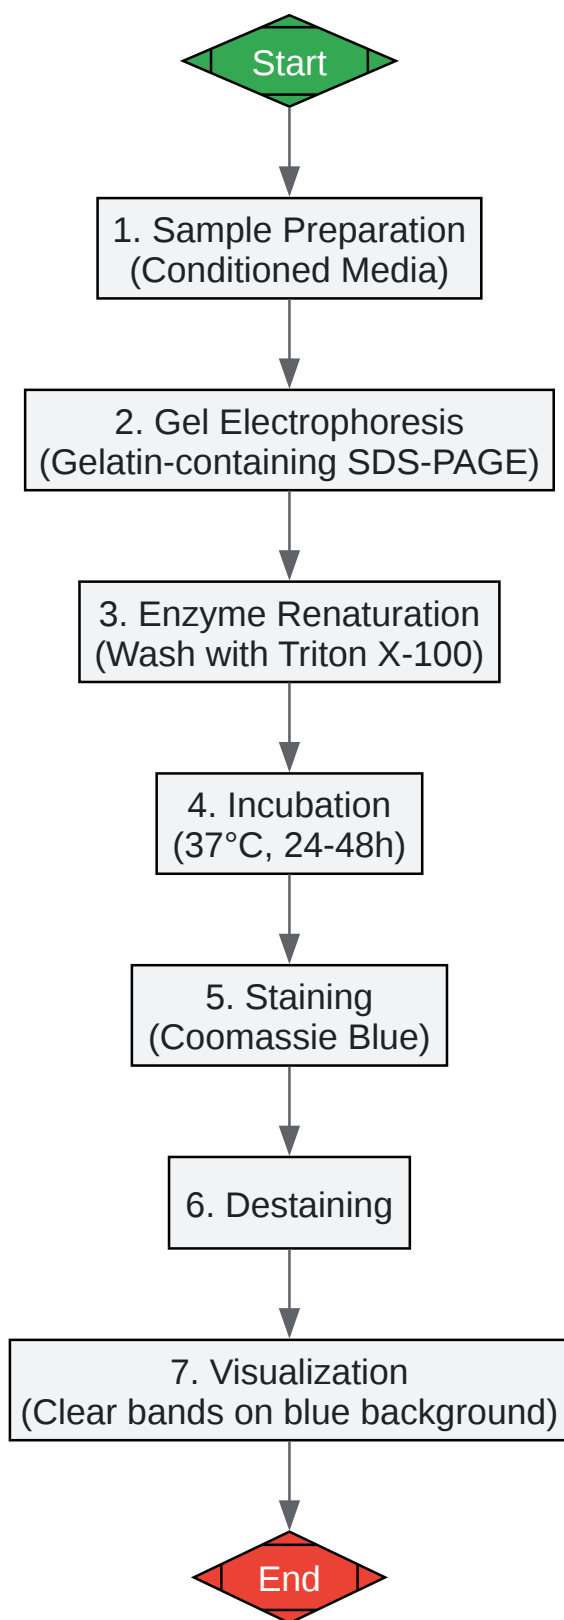 Start
1. Sample Preparation
(Conditioned Media)
2. Gel Electrophoresis
(Gelatin-containing SDS-PAGE)
3. Enzyme Renaturation
(Wash with Triton X-100)
4. Incubation
(37°C, 24-48h)
5. Staining
(Coomassie Blue)
6. Destaining
7. Visualization
(Clear bands on blue background)
End